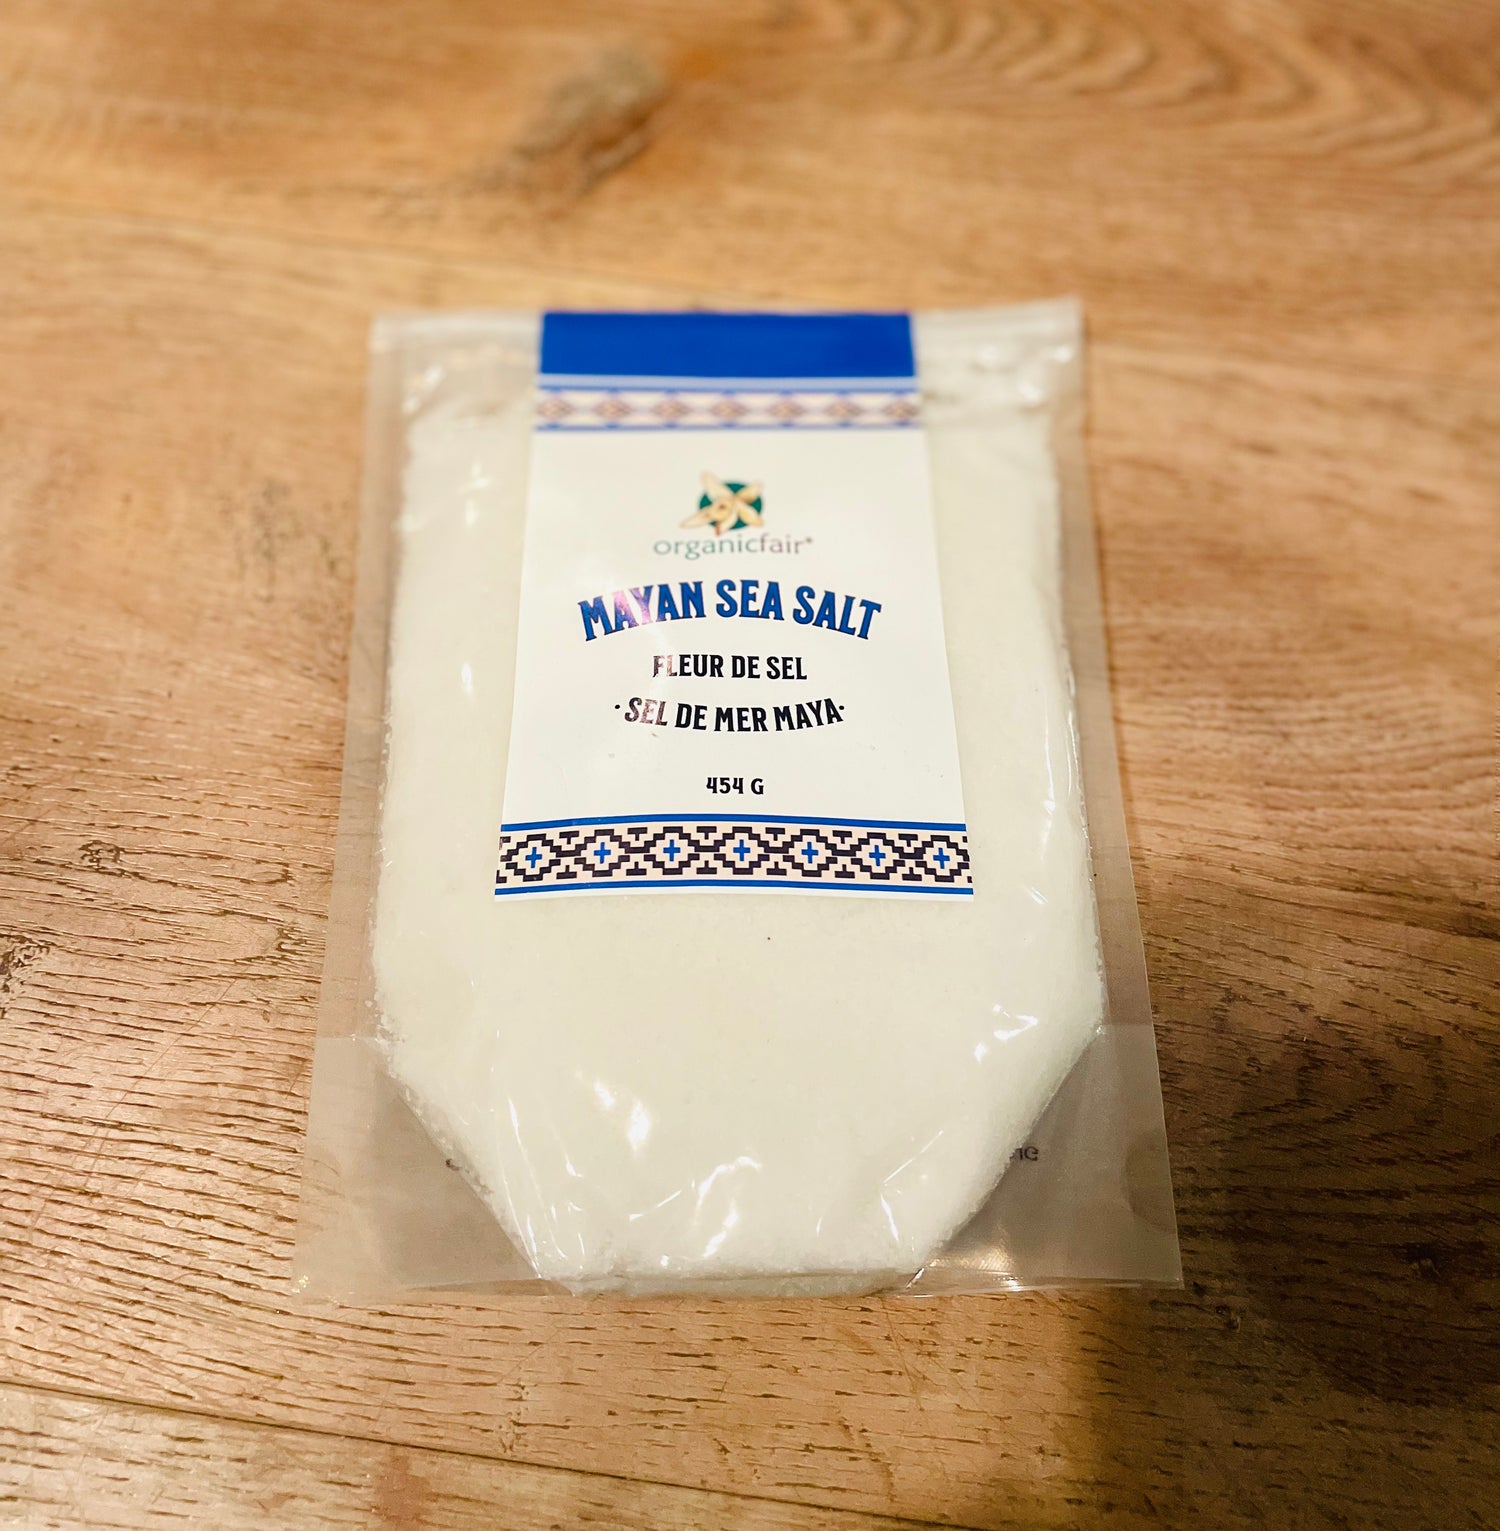 organicfair®
MAYAN SEA SALT
FLEUR DE SEL
· SEL DE MER MAYA ·
454 G